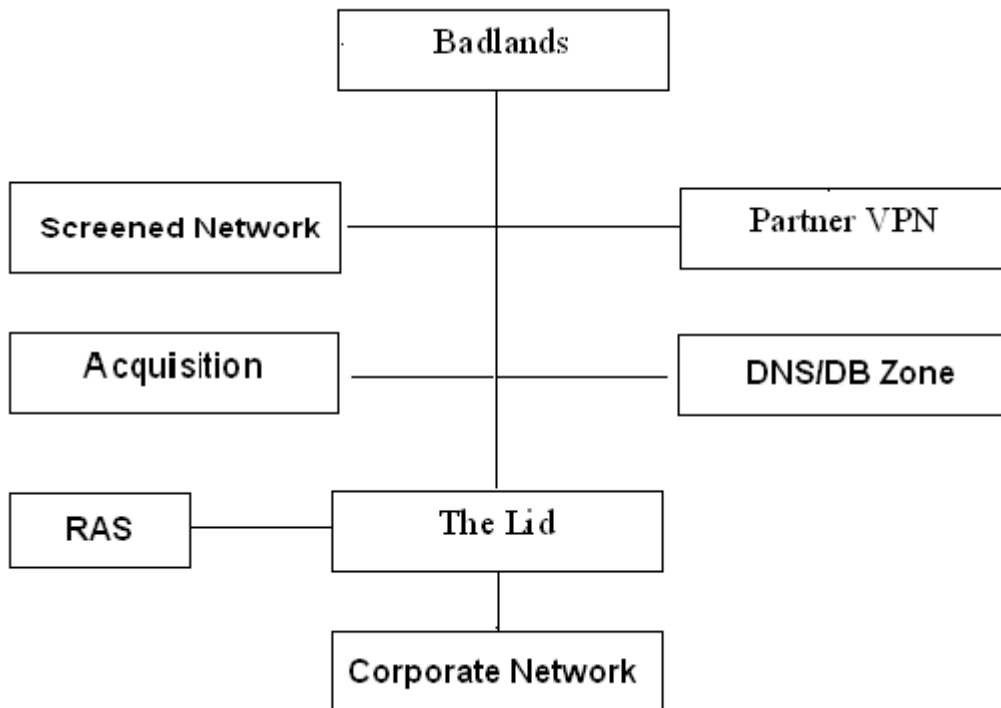 Badlands
Screened Network
Partner VPN
Acquisition
DNS/DB Zone
RAS
The Lid
Corporate Network